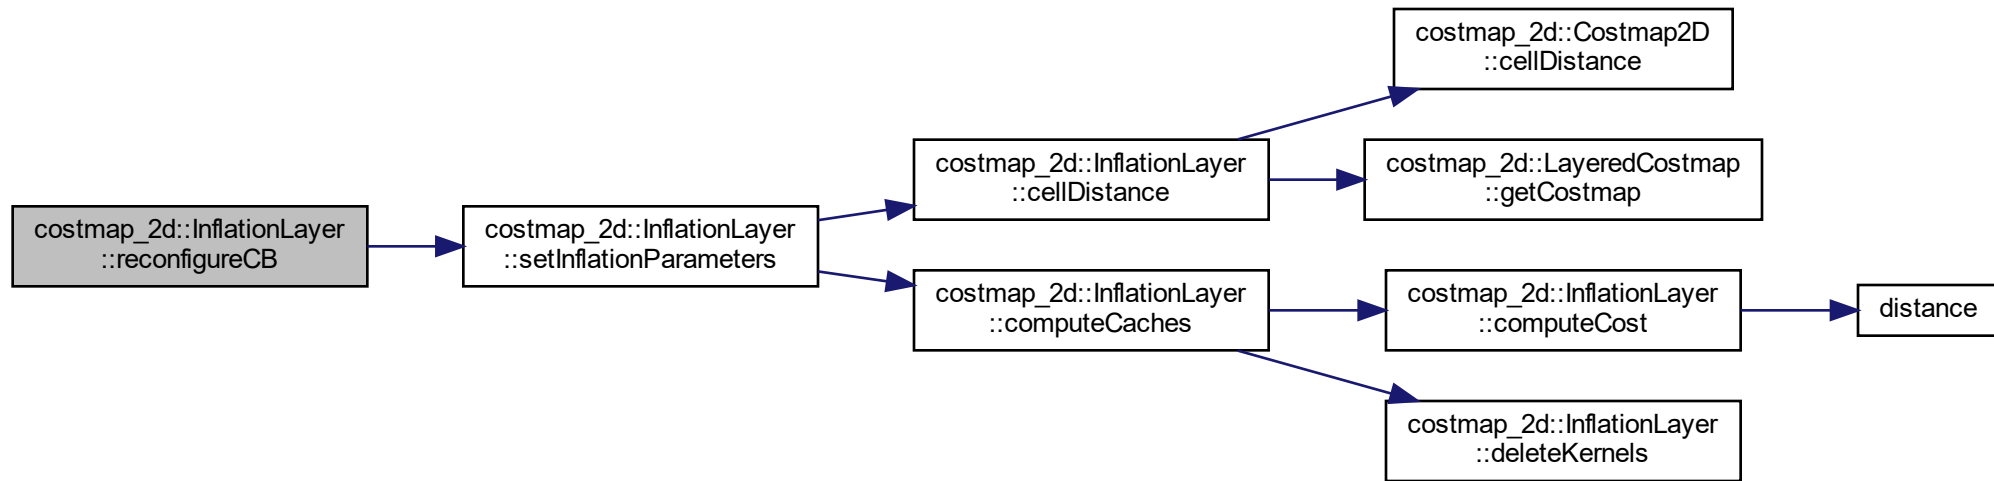 costmap_2d::InflationLayer
::reconfigureCB
costmap_2d::InflationLayer
::setInflationParameters
costmap_2d::InflationLayer
::cellDistance
costmap_2d::Costmap2D
::cellDistance
costmap_2d::LayeredCostmap
::getCostmap
costmap_2d::InflationLayer
::computeCaches
costmap_2d::InflationLayer
::computeCost
distance
costmap_2d::InflationLayer
::deleteKernels